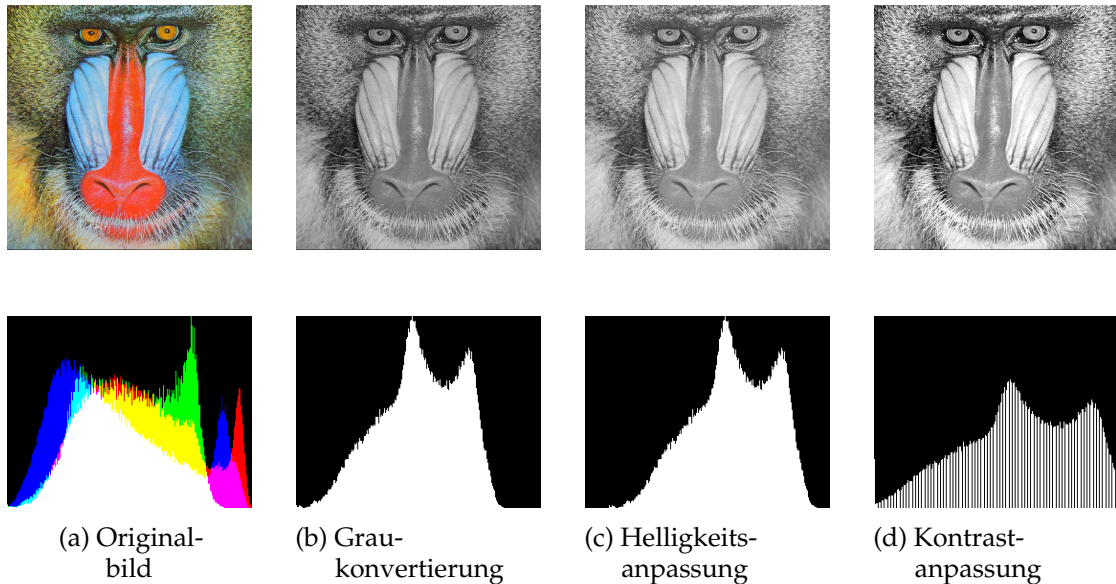 (a) Original-
bild
(b) Grau-
konvertierung
(c) Helligkeits-
anpassung
(d) Kontrast-
anpassung